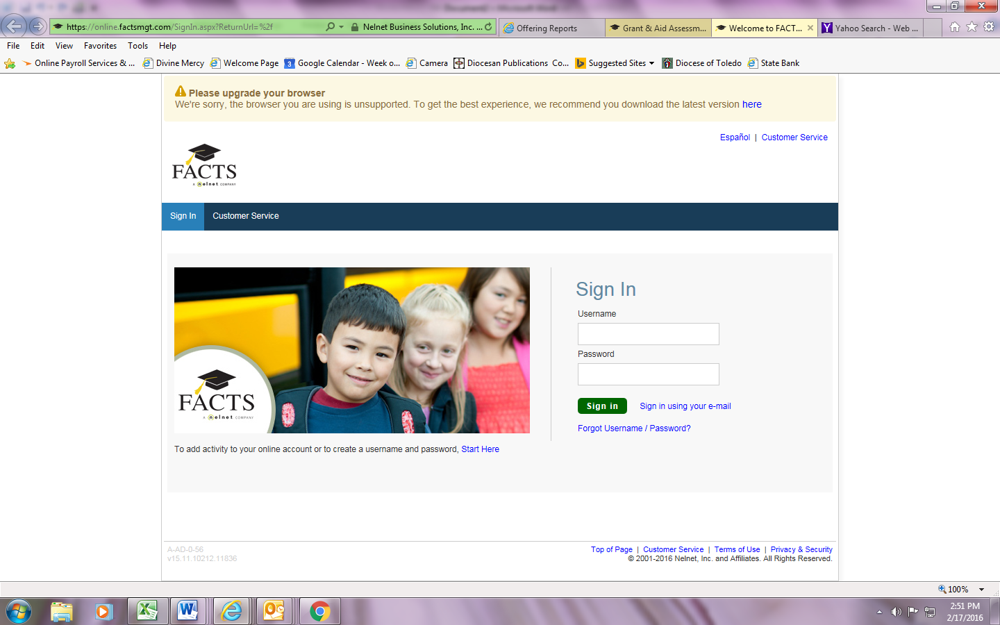 https://online.factsmgt.com/SignIn.aspx?ReturnUrl=%2f
Nelnet Business Solutions, Inc. ...
Offering Reports
Grant & Aid Assessm...
Welcome to FACT...
Yahoo Search - Web ...
File Edit View Favorites Tools Help
Online Payroll Services & ... Divine Mercy Welcome Page Google Calendar - Week o... Camera Diocesan Publications Co... Suggested Sites Diocese of Toledo State Bank
Please upgrade your browser
We're sorry, the browser you are using is unsupported. To get the best experience, we recommend you download the latest version here
Español | Customer Service
FACTS
A nelnet COMPANY
Sign In Customer Service
Sign In
Username
Password
Sign in Sign in using your e-mail
Forgot Username / Password?
FACTS
A nelnet COMPANY
To add activity to your online account or to create a username and password, Start Here
A-AD-0-56
v15.11.10212.11836
Top of Page | Customer Service | Terms of Use | Privacy & Security
© 2001-2016 Nelnet, Inc. and Affiliates. All Rights Reserved.
100%
2:51 PM
2/17/2016